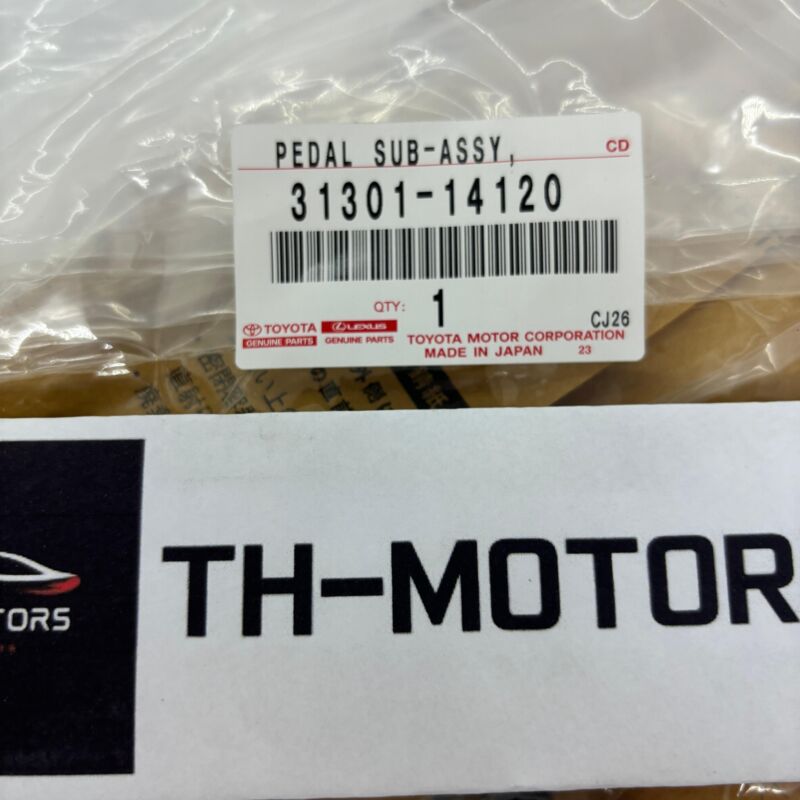 PEDAL SUB-ASSY,
CD
31301-14120
QTY: 1
CJ26
TOYOTA
GENUINE PARTS
LEXUS
GENUINE PARTS
TOYOTA MOTOR CORPORATION
MADE IN JAPAN 23
TORS
TH-MOTOR